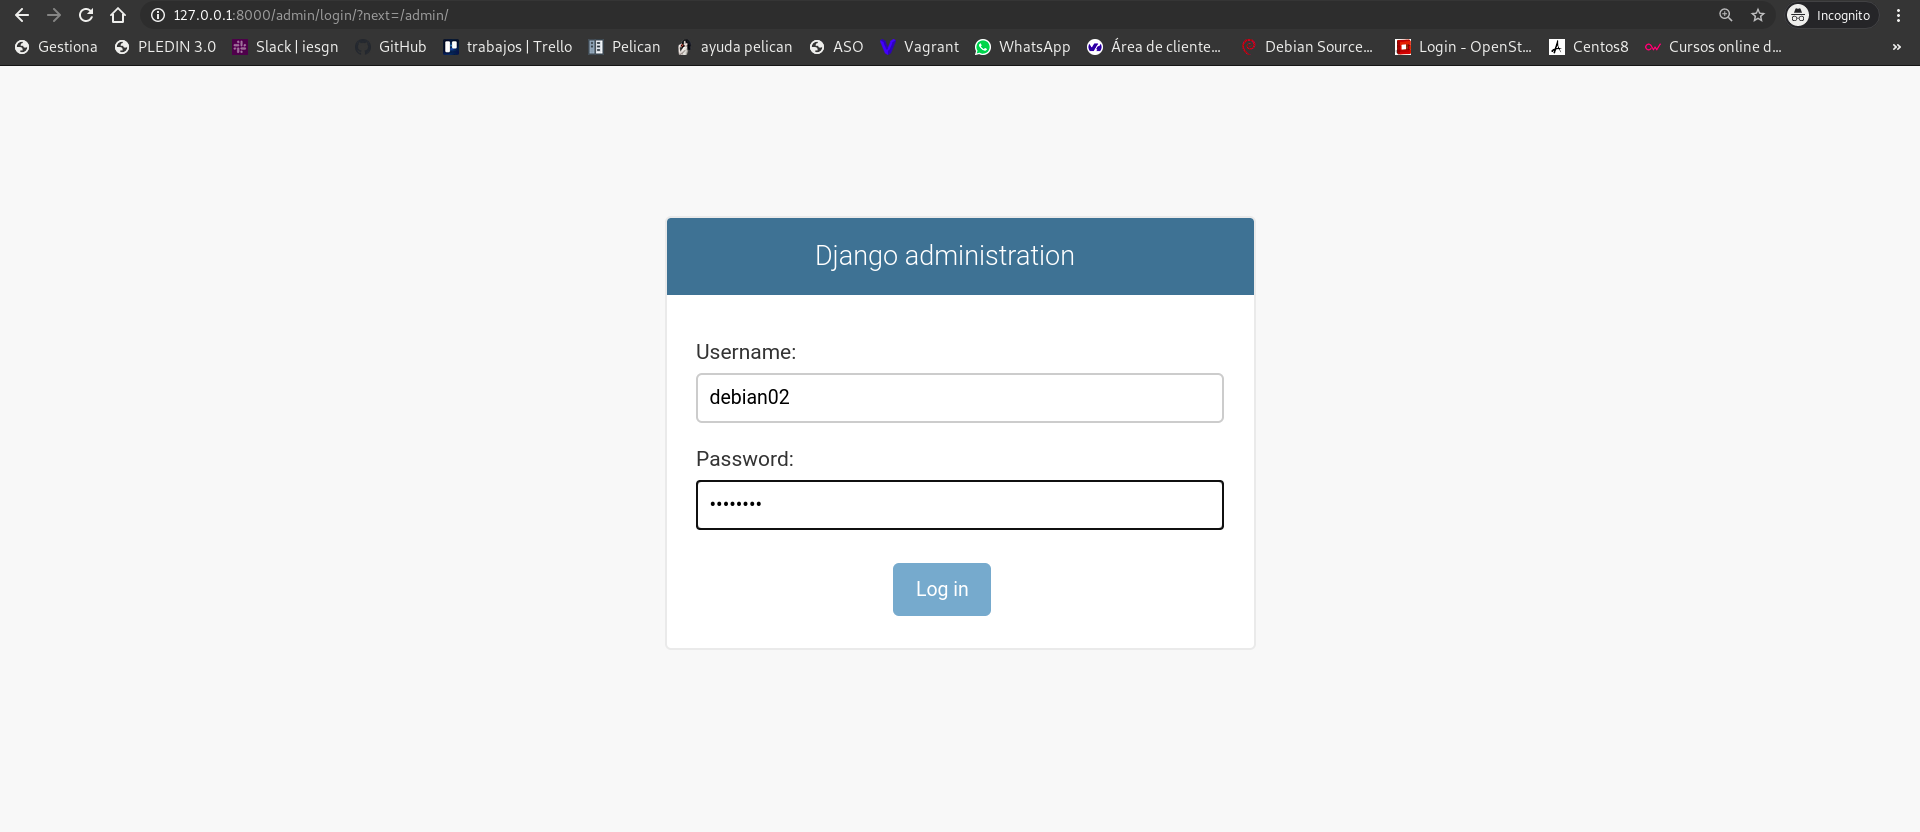 127.0.0.1:8000/admin/login/?next=/admin/ Incognito
Gestiona PLEDIN 3.0 Slack | iesgn GitHub trabajos | Trello Pelican ayuda pelican ASO Vagrant WhatsApp Área de cliente... Debian Source... Login - OpenSt... Centos8 Cursos online d... »
Django administration
Username:
debian02
Password:
••••••••
Log in